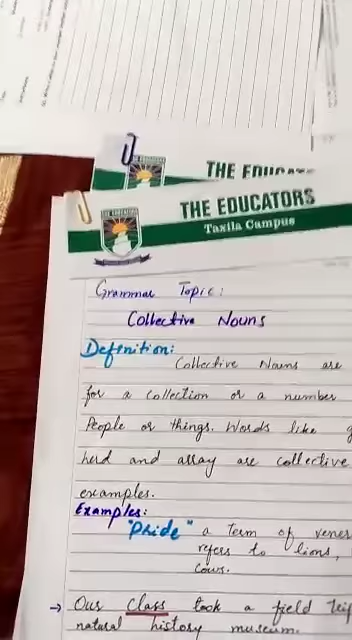 THE EDUCAT
THE EDUCATORS
Taxila Campus
Grammar Topic:
Collective Nouns
Definition:
Collective Nouns are
for a collection or a number
People or things. Words like g
herd and array are collective
examples.
Examples:
"Pride" a term of vener
refers to lions,
cows.
→ Our Class took a field trip
natural history museum.